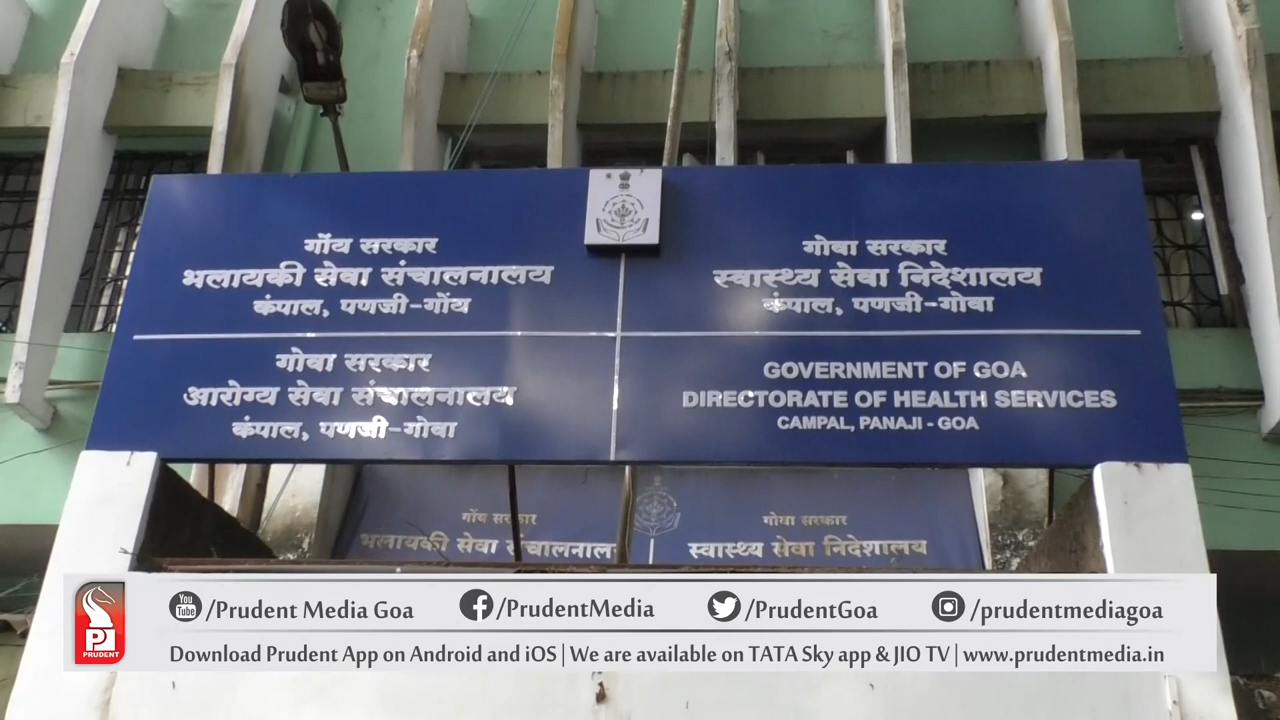 गोंय सरकार
भलायकी सेवा संचालनालय
कंपाल, पणजी-गोंय
गोवा सरकार
स्वास्थ्य सेवा निदेशालय
कंपाल, पणजी-गोवा
गोवा सरकार
आरोग्य सेवा संचालनालय
कंपाल, पणजी-गोवा
GOVERNMENT OF GOA
DIRECTORATE OF HEALTH SERVICES
CAMPAL, PANAJI - GOA
गोंय सरकार
भलायकी सेवा संचालनालय
गोवा सरकार
स्वास्थ्य सेवा निदेशालय
PRUDENT
You Tube /Prudent Media Goa
/PrudentMedia
/PrudentGoa
/prudentmediagoa
Download Prudent App on Android and iOS | We are available on TATA Sky app & JIO TV | www.prudentmedia.in